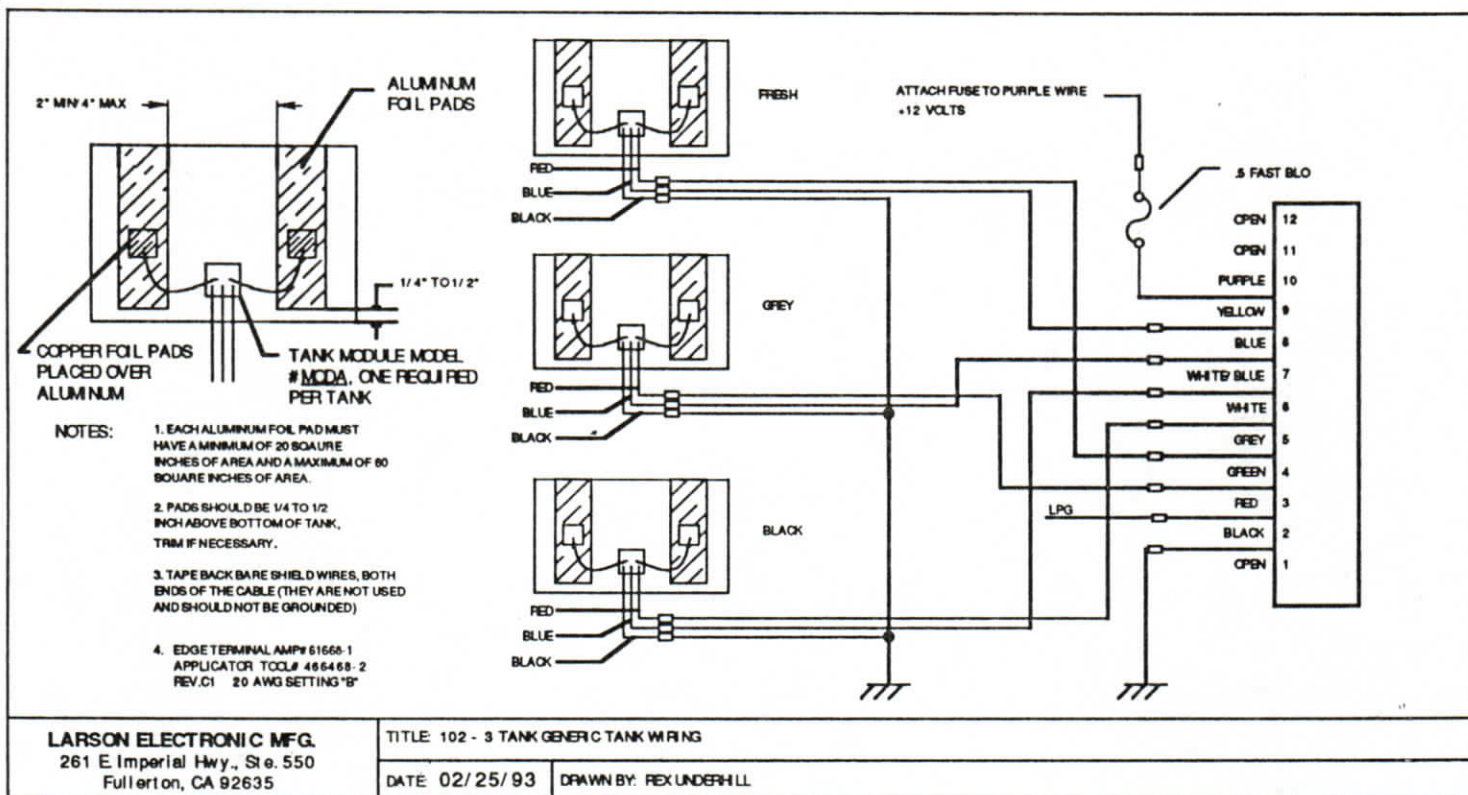 2" MIN/4" MAX
ALUMINUM
FOIL PADS
1/4" TO 1/2"
COPPER FOIL PADS
PLACED OVER
ALUMINUM
TANK MODULE MODEL
# MODA, ONE REQUIRED
PER TANK
NOTES:
1. EACH ALUMINUM FOIL PAD MUST
HAVE A MINIMUM OF 20 SQAURE
INCHES OF AREA AND A MAXIMUM OF 60
SQUARE INCHES OF AREA.
2. PADS SHOULD BE 1/4 TO 1/2
INCH ABOVE BOTTOM OF TANK,
TRIM IF NECESSARY.
3. TAPE BACK BARE SHIELD WIRES, BOTH
ENDS OF THE CABLE (THEY ARE NOT USED
AND SHOULD NOT BE GROUNDED)
4. EDGE TERMINAL AMP# 61668-1
APPLICATOR TOOL# 466468-2
REV.C1 20 AWG SETTING "B"
FRESH
RED
BLUE
BLACK
GREY
RED
BLUE
BLACK
BLACK
RED
BLUE
BLACK
ATTACH FUSE TO PURPLE WIRE
+12 VOLTS
.5 FAST BLO
OPEN 12
OPEN 11
PURPLE 10
YELLOW 9
BLUE 8
WHITE/BLUE 7
WHITE 6
GREY 5
GREEN 4
RED 3
LPG
BLACK 2
OPEN 1
LARSON ELECTRONIC MFG.
261 E. Imperial Hwy., Ste. 550
Fullerton, CA 92635
TITLE: 102 - 3 TANK GENERIC TANK WIRING
DATE: 02/25/93
DRAWN BY: REX UNDERHILL